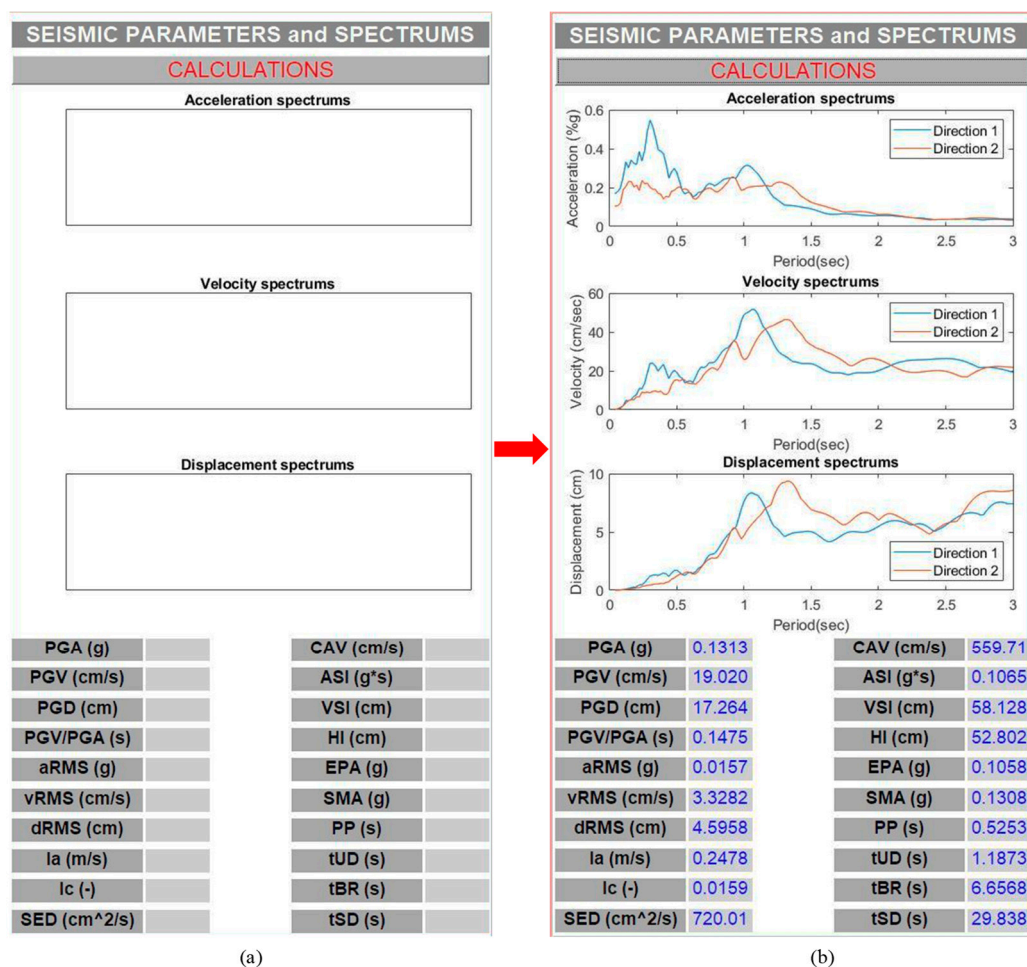 SEISMIC PARAMETERS and SPECTRUMS
CALCULATIONS
Acceleration spectrums
Velocity spectrums
Displacement spectrums
PGA (g) CAV (cm/s)
PGV (cm/s) ASI (g*s)
PGD (cm) VSI (cm)
PGV/PGA (s) HI (cm)
aRMS (g) EPA (g)
vRMS (cm/s) SMA (g)
dRMS (cm) PP (s)
Ia (m/s) tUD (s)
Ic (-) tBR (s)
SED (cm^2/s) tSD (s)
(a)
SEISMIC PARAMETERS and SPECTRUMS
CALCULATIONS
Acceleration spectrums
Acceleration (%g)
0.6
0.4
0.2
0
Direction 1
Direction 2
0 0.5 1 1.5 2 2.5 3
Period(sec)
Velocity spectrums
Velocity (cm/sec)
60
40
20
0
Direction 1
Direction 2
0 0.5 1 1.5 2 2.5 3
Period(sec)
Displacement spectrums
Displacement (cm)
10
5
0
Direction 1
Direction 2
0 0.5 1 1.5 2 2.5 3
Period(sec)
PGA (g) 0.1313 CAV (cm/s) 559.71
PGV (cm/s) 19.020 ASI (g*s) 0.1065
PGD (cm) 17.264 VSI (cm) 58.128
PGV/PGA (s) 0.1475 HI (cm) 52.802
aRMS (g) 0.0157 EPA (g) 0.1058
vRMS (cm/s) 3.3282 SMA (g) 0.1308
dRMS (cm) 4.5958 PP (s) 0.5253
Ia (m/s) 0.2478 tUD (s) 1.1873
Ic (-) 0.0159 tBR (s) 6.6568
SED (cm^2/s) 720.01 tSD (s) 29.838
(b)